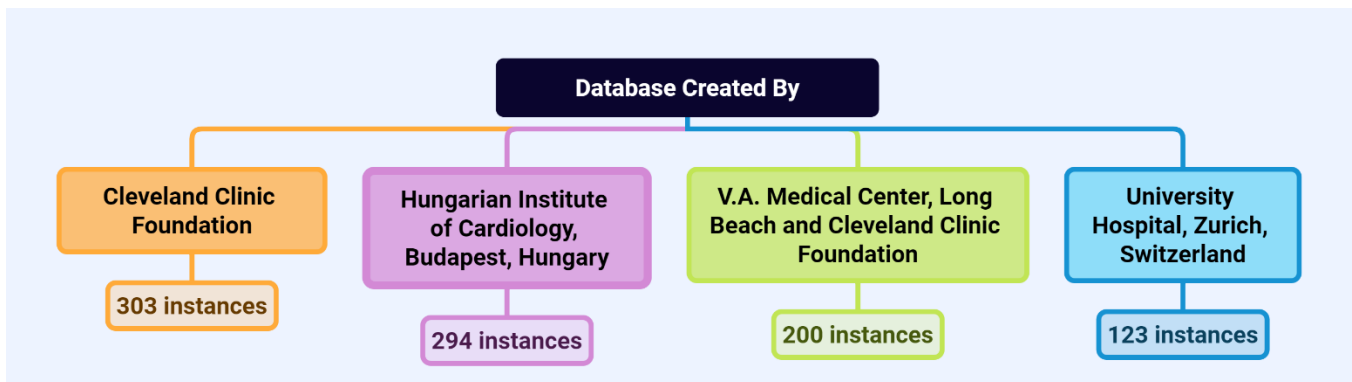 Database Created By
Cleveland Clinic
Foundation
303 instances
Hungarian Institute
of Cardiology,
Budapest, Hungary
294 instances
V.A. Medical Center, Long
Beach and Cleveland Clinic
Foundation
200 instances
University
Hospital, Zurich,
Switzerland
123 instances